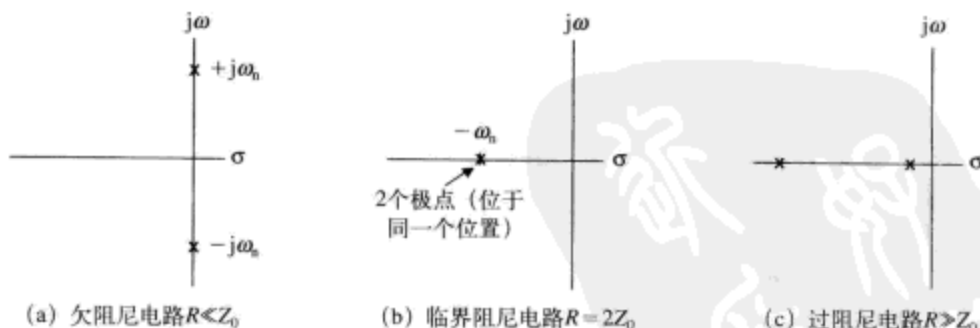 jω
+jωₙ
σ
−jωₙ
(a) 欠阻尼电路R≪Z₀
jω
−ωₙ
σ
2个极点（位于
同一个位置）
(b) 临界阻尼电路R=2Z₀
jω
σ
(c) 过阻尼电路R≫Z